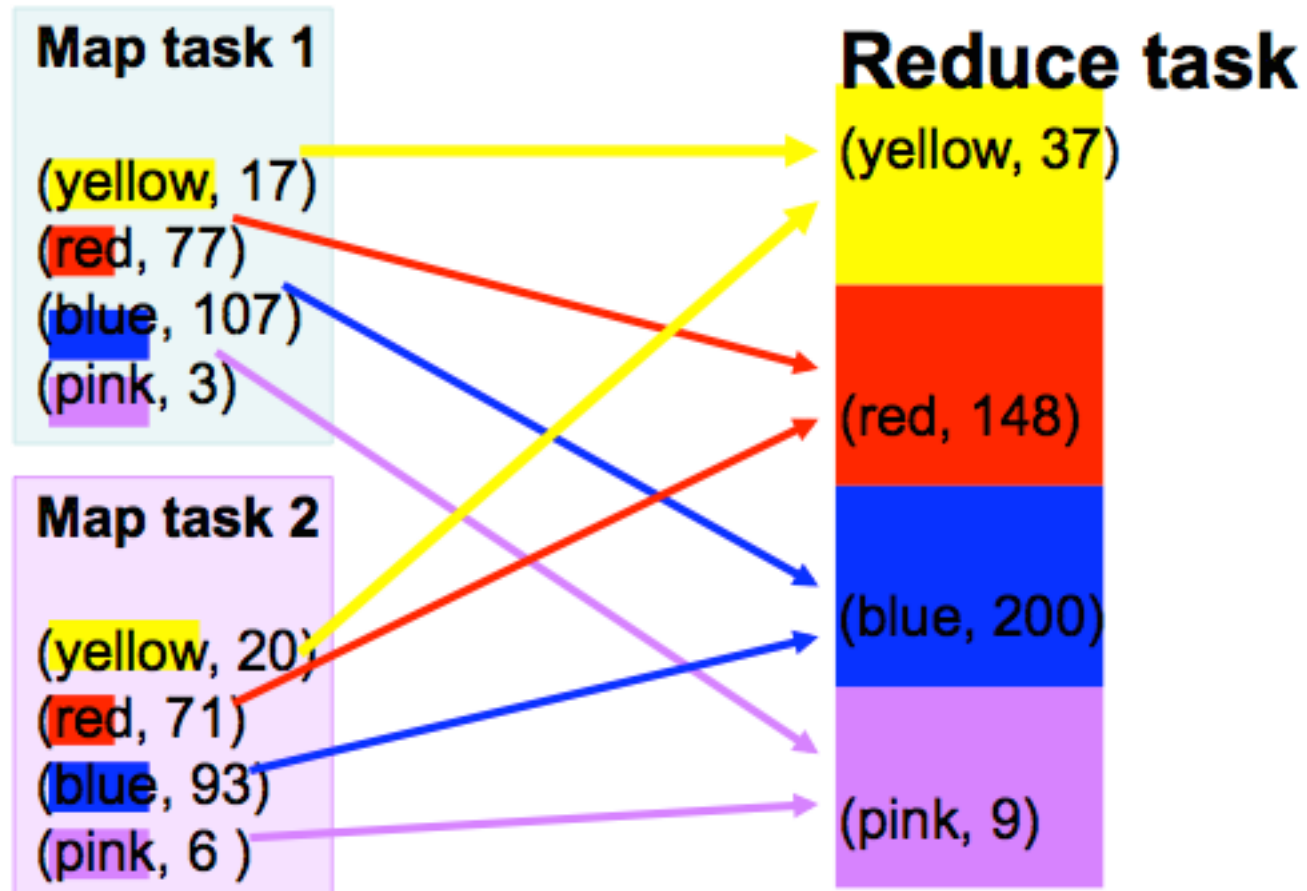 Map task 1
(yellow, 17)
(red, 77)
(blue, 107)
(pink, 3)
Map task 2
(yellow, 20)
(red, 71)
(blue, 93)
(pink, 6 )
Reduce task
(yellow, 37)
(red, 148)
(blue, 200)
(pink, 9)